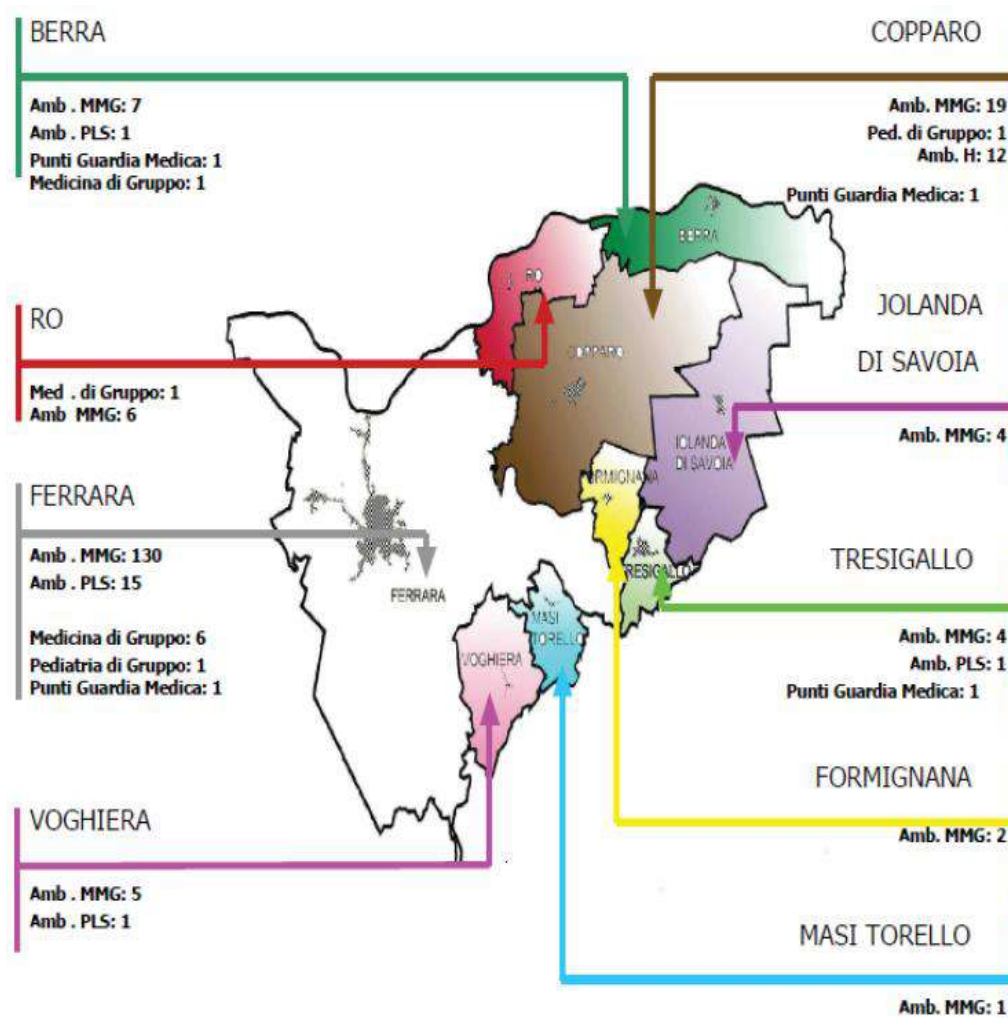 BERRA
Amb . MMG: 7
Amb . PLS: 1
Punti Guardia Medica: 1
Medicina di Gruppo: 1
RO
Med . di Gruppo: 1
Amb MMG: 6
FERRARA
Amb . MMG: 130
Amb . PLS: 15
Medicina di Gruppo: 6
Pediatria di Gruppo: 1
Punti Guardia Medica: 1
VOGHIERA
Amb . MMG: 5
Amb . PLS: 1
BERRA
RO
COPPARO
IOLANDA
DI SAVOIA
FORMIGNANA
TRESIGALLO
FERRARA
MASI
TORELLO
VOGHIERA
COPPARO
Amb. MMG: 19
Ped. di Gruppo: 1
Amb. H: 12
Punti Guardia Medica: 1
JOLANDA
DI SAVOIA
Amb. MMG: 4
TRESIGALLO
Amb. MMG: 4
Amb. PLS: 1
Punti Guardia Medica: 1
FORMIGNANA
Amb. MMG: 2
MASI TORELLO
Amb. MMG: 1